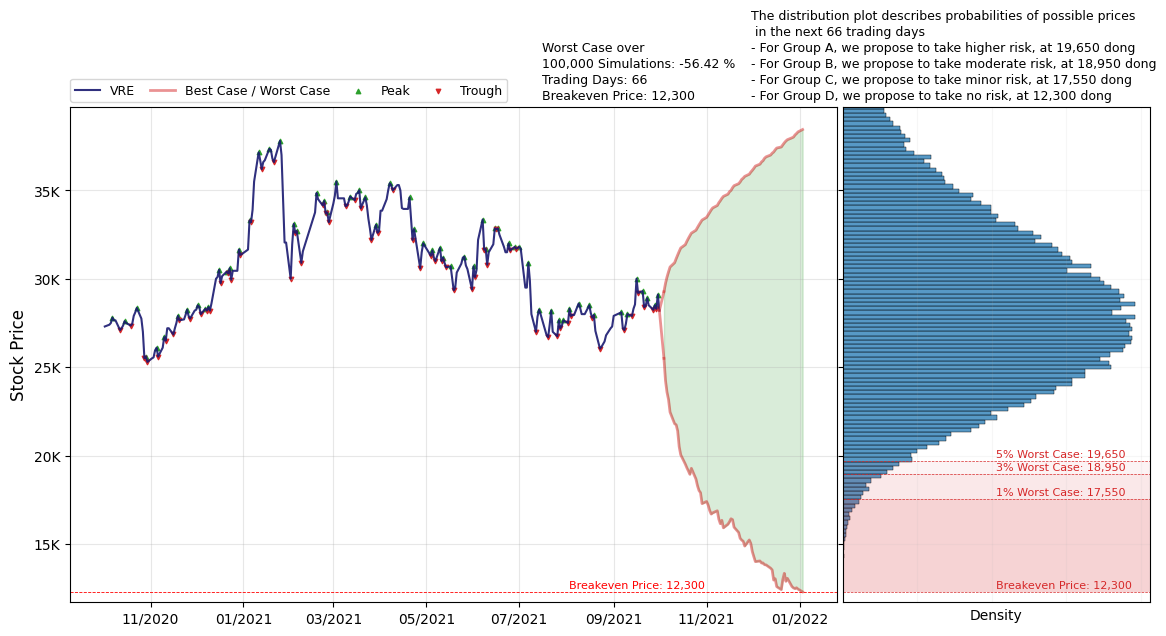 The distribution plot describes probabilities of possible prices
in the next 66 trading days
- For Group A, we propose to take higher risk, at 19,650 dong
- For Group B, we propose to take moderate risk, at 18,950 dong
- For Group C, we propose to take minor risk, at 17,550 dong
- For Group D, we propose to take no risk, at 12,300 dong
Worst Case over
100,000 Simulations: -56.42 %
Trading Days: 66
Breakeven Price: 12,300
VRE
Best Case / Worst Case
Peak
Trough
Stock Price
35K
30K
25K
20K
15K
5% Worst Case: 19,650
3% Worst Case: 18,950
1% Worst Case: 17,550
Breakeven Price: 12,300
Breakeven Price: 12,300
11/2020
01/2021
03/2021
05/2021
07/2021
09/2021
11/2021
01/2022
Density